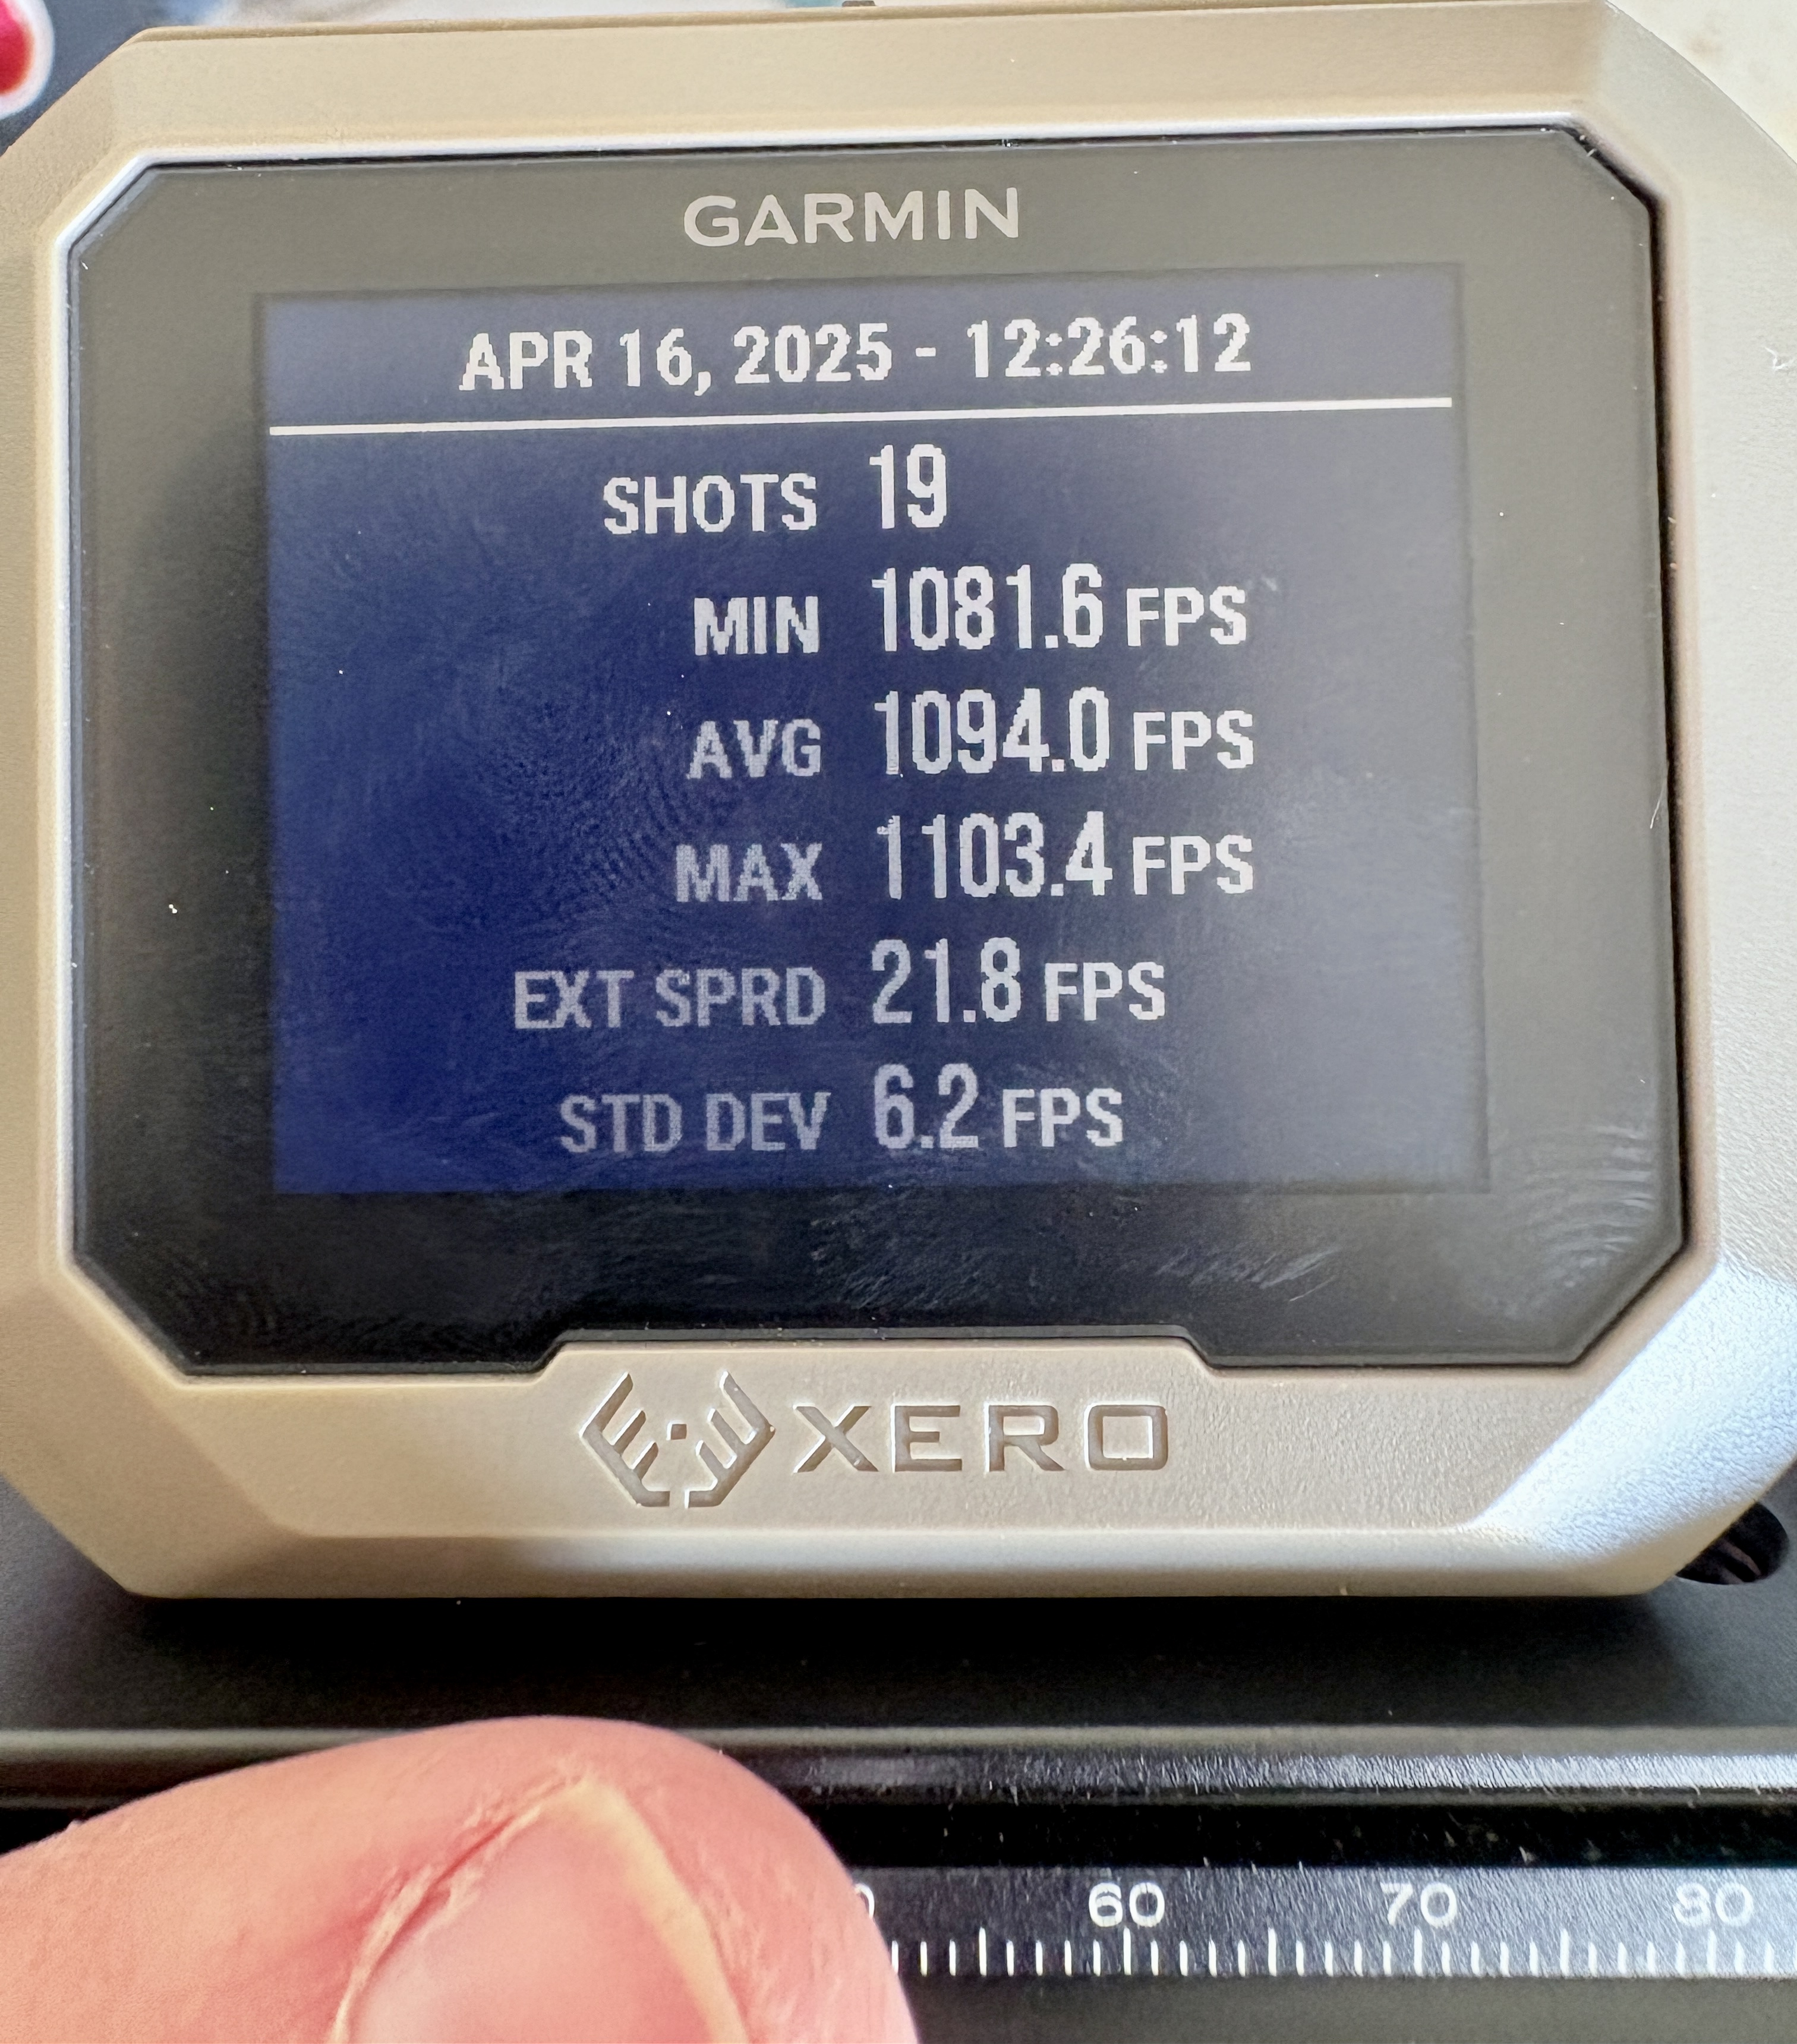 GARMIN
APR 16, 2025 - 12:26:12
SHOTS 19
MIN 1081.6 FPS
AVG 1094.0 FPS
MAX 1103.4 FPS
EXT SPRD 21.8 FPS
STD DEV 6.2 FPS
XERO
60 70 80